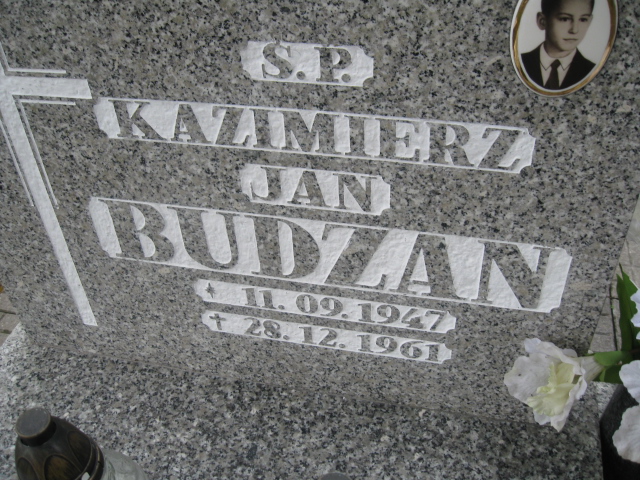 S.P.
KAZIMIERZ
JAN
BUDZAN
* 11.09.1947
✝ 28.12.1961